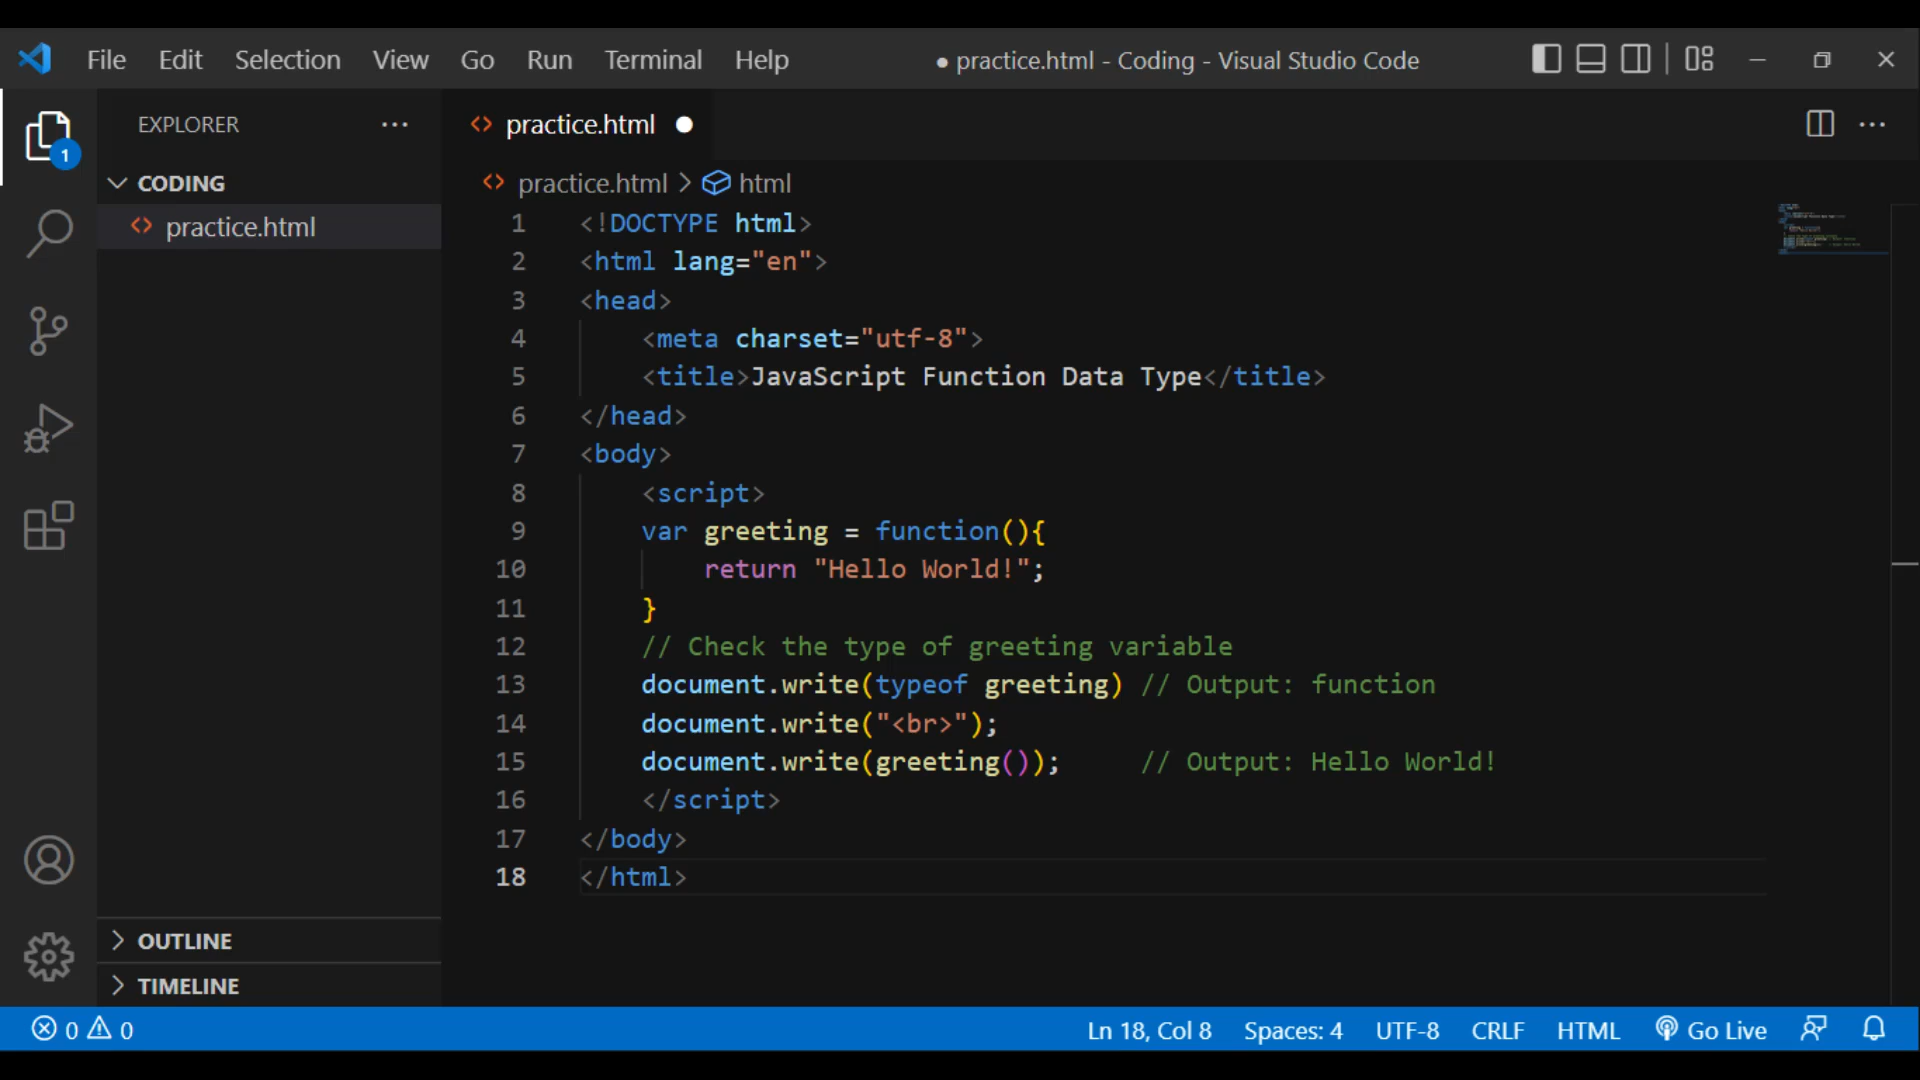 File Edit Selection View Go Run Terminal Help ● practice.html - Coding - Visual Studio Code
EXPLORER ···
practice.html ●
1
CODING
practice.html
practice.html > html
1 <!DOCTYPE html>
2 <html lang="en">
3 <head>
4     <meta charset="utf-8">
5     <title>JavaScript Function Data Type</title>
6 </head>
7 <body>
8     <script>
9     var greeting = function(){
10         return "Hello World!";
11     }
12     // Check the type of greeting variable
13     document.write(typeof greeting) // Output: function
14     document.write("<br>");
15     document.write(greeting());     // Output: Hello World!
16     </script>
17 </body>
18 </html>
OUTLINE
TIMELINE
0 0 Ln 18, Col 8 Spaces: 4 UTF-8 CRLF HTML Go Live